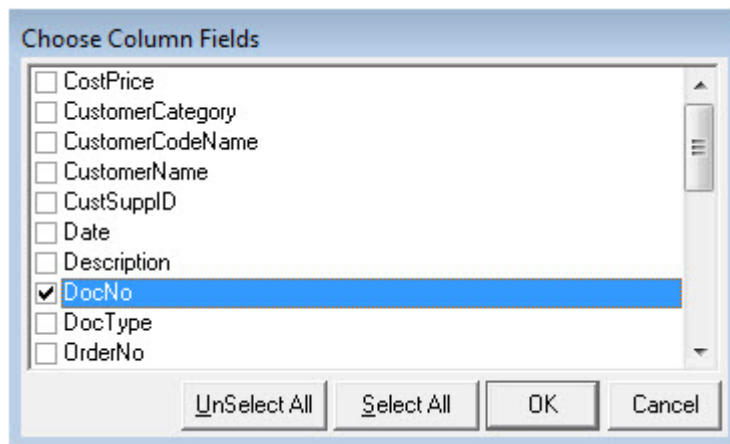 Choose Column Fields
CostPrice
CustomerCategory
CustomerCodeName
CustomerName
CustSuppID
Date
Description
DocNo
DocType
OrderNo
UnSelect All Select All OK Cancel